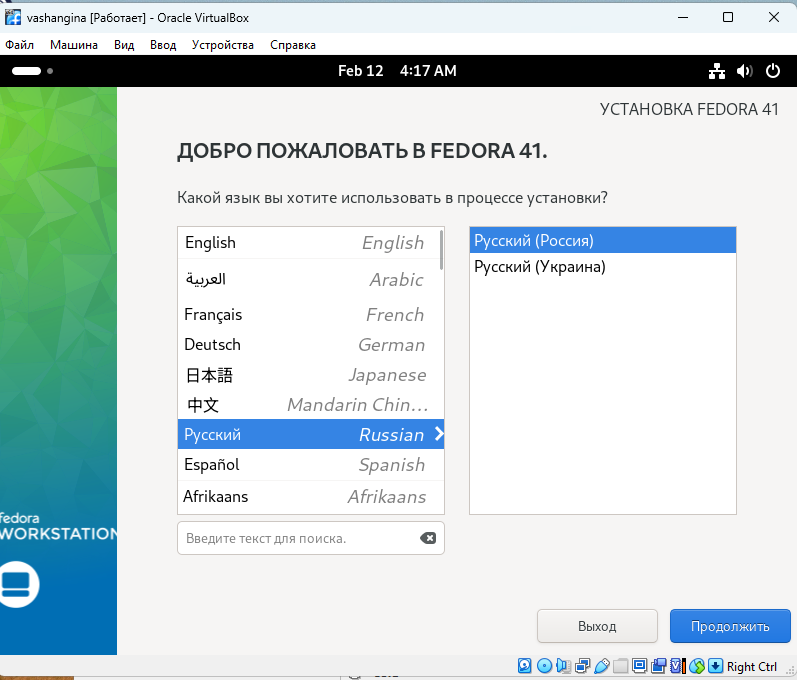 vashangina [Работает] - Oracle VirtualBox
Файл Машина Вид Ввод Устройства Справка
Feb 12 4:17 AM
УСТАНОВКА FEDORA 41
ДОБРО ПОЖАЛОВАТЬ В FEDORA 41.
Какой язык вы хотите использовать в процессе установки?
English English
العربية Arabic
Français French
Deutsch German
日本語 Japanese
中文 Mandarin Chin...
Русский Russian
Español Spanish
Afrikaans Afrikaans
Русский (Россия)
Русский (Украина)
Введите текст для поиска.
fedora
WORKSTATION
Выход Продолжить
Right Ctrl